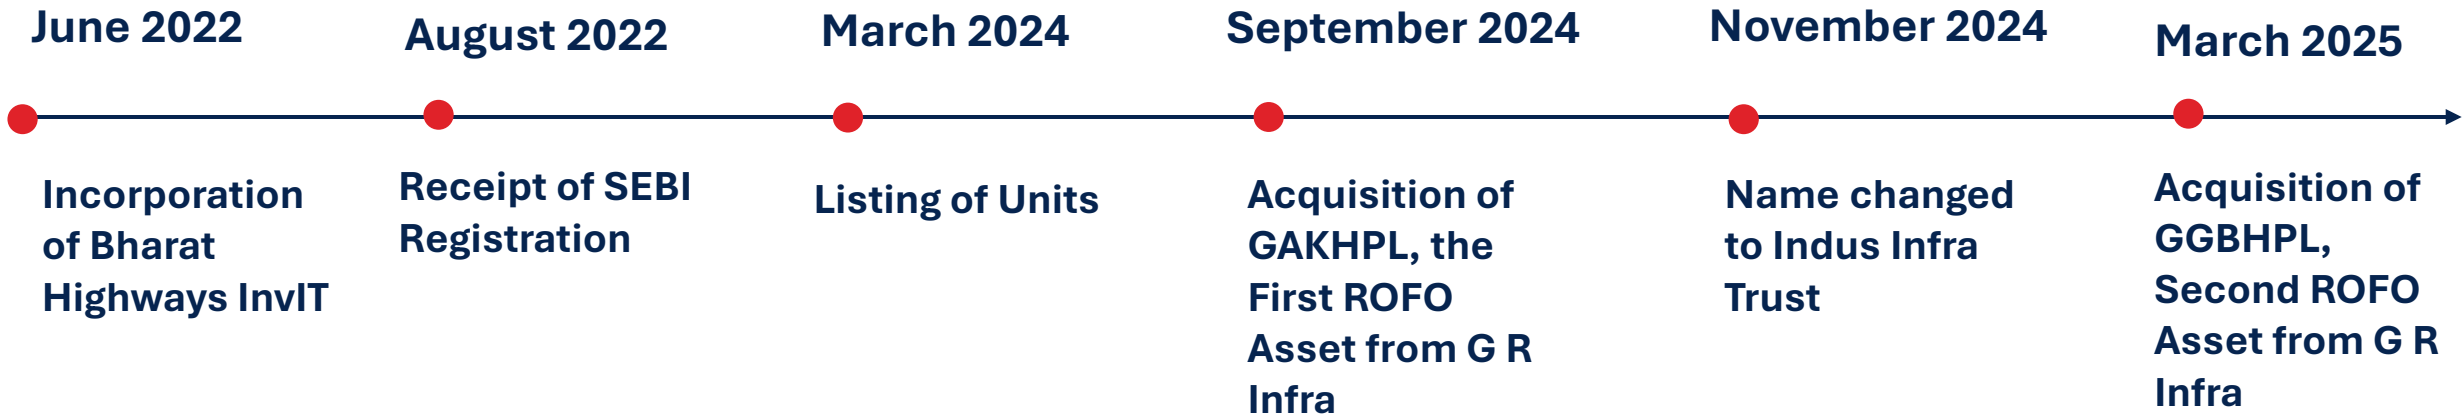 June 2022
August 2022
March 2024
September 2024
November 2024
March 2025
Incorporation
of Bharat
Highways InvIT
Receipt of SEBI
Registration
Listing of Units
Acquisition of
GAKHPL, the
First ROFO
Asset from G R
Infra
Name changed
to Indus Infra
Trust
Acquisition of
GGBHPL,
Second ROFO
Asset from G R
Infra